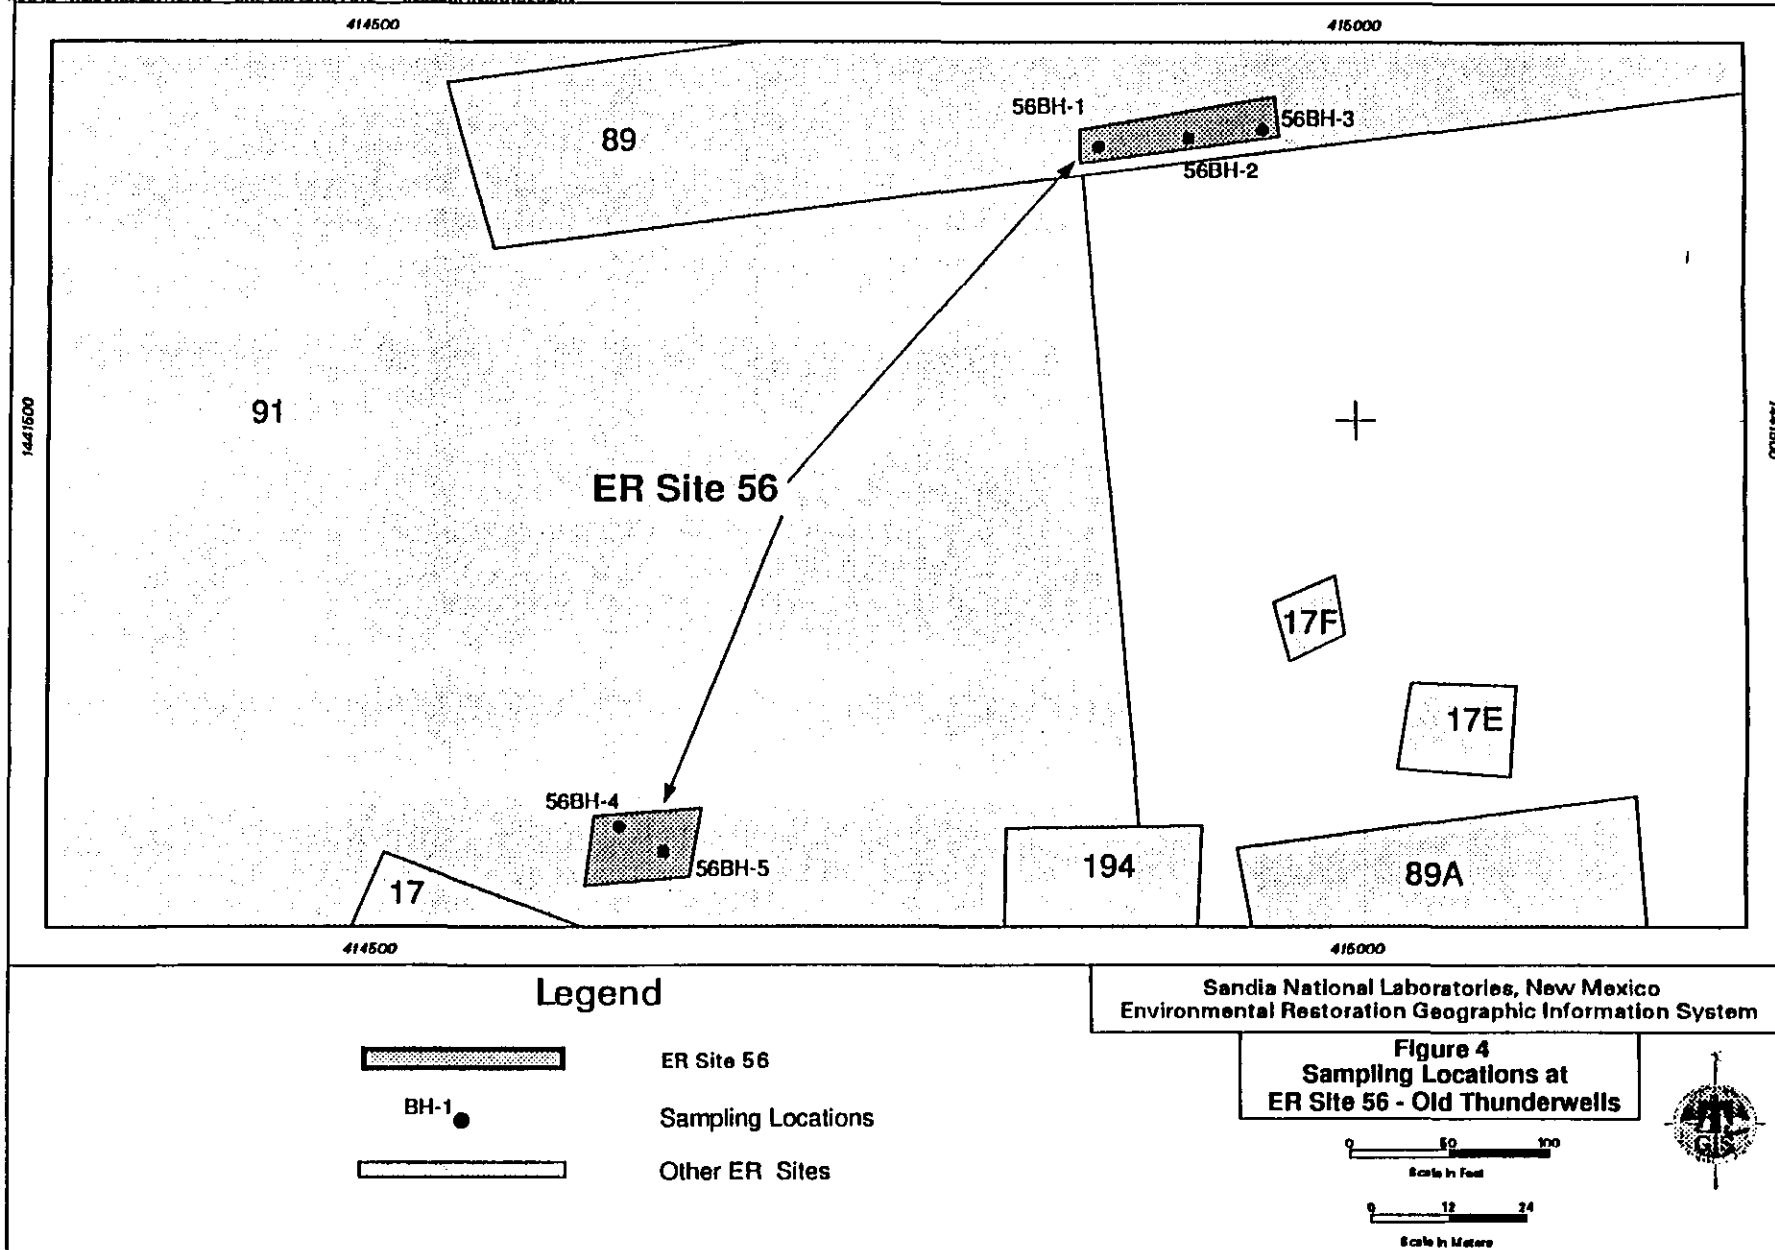 414500 415000
56BH-1
56BH-3
89
56BH-2
1441500
91
ER Site 56
17F
17E
56BH-4
56BH-5
17
194
89A
414500 415000
Legend
ER Site 56
BH-1
Sampling Locations
Other ER Sites
Sandia National Laboratories, New Mexico
Environmental Restoration Geographic Information System
Figure 4
Sampling Locations at
ER Site 56 - Old Thunderwells
0 50 100
Scale in Feet
0 12 24
Scale in Meters
GIS